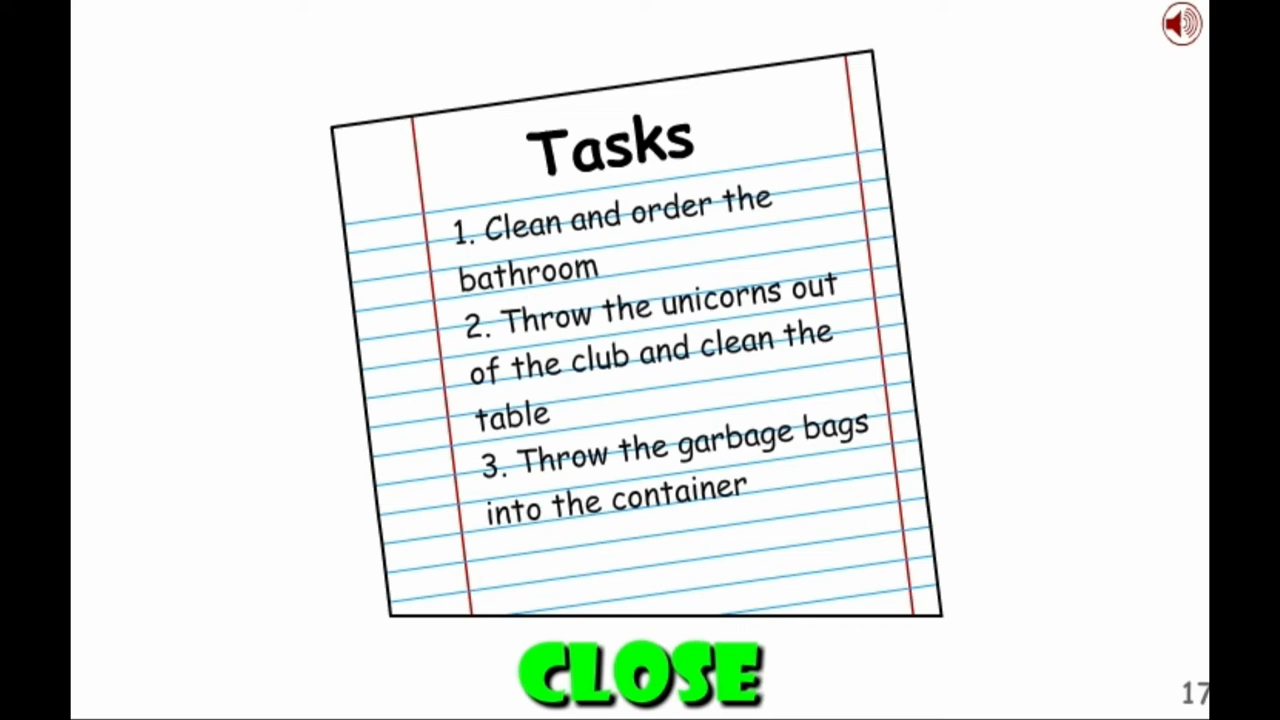 Tasks
1. Clean and order the
bathroom
2. Throw the unicorns out
of the club and clean the
table
3. Throw the garbage bags
into the container
CLOSE
17